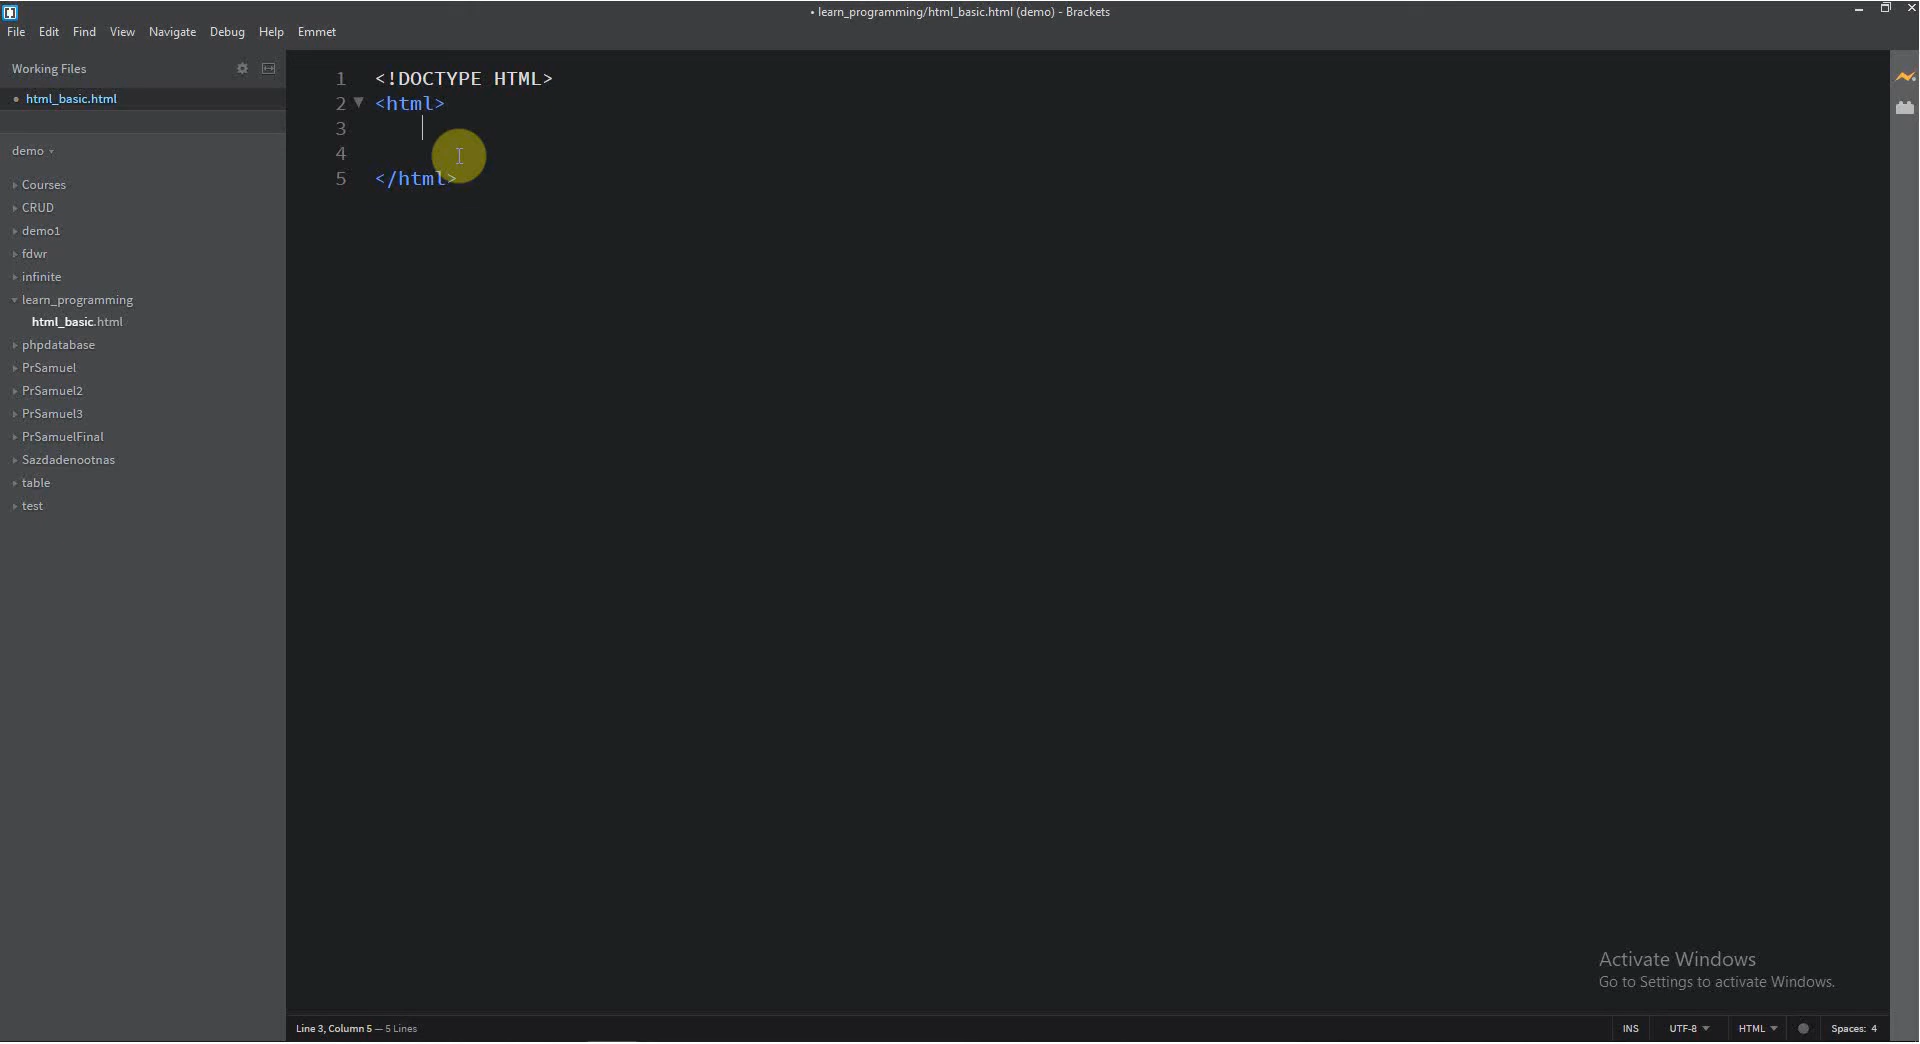 • learn_programming/html_basic.html (demo) - Brackets
File Edit Find View Navigate Debug Help Emmet
Working Files
• html_basic.html
demo
Courses
CRUD
demo1
fdwr
infinite
learn_programming
html_basic.html
phpdatabase
PrSamuel
PrSamuel2
PrSamuel3
PrSamuelFinal
Sazdadenootnas
table
test
1 <!DOCTYPE HTML>
2 <html>
3
4
5 </html>
Activate Windows
Go to Settings to activate Windows.
Line 3, Column 5 — 5 Lines
INS UTF-8 HTML Spaces: 4